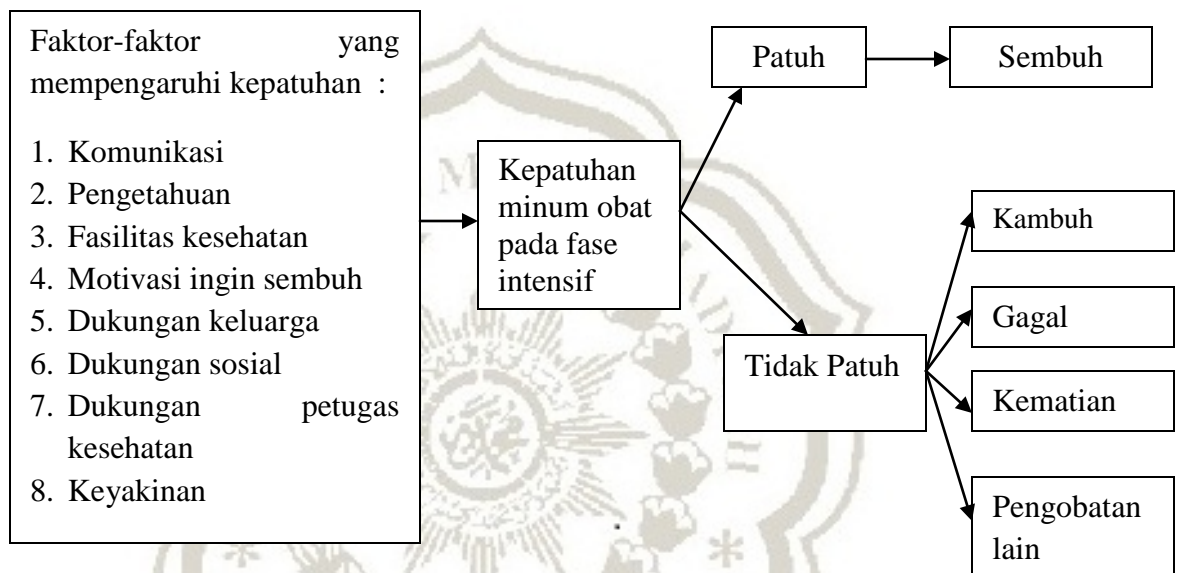 Faktor-faktor yang
mempengaruhi kepatuhan :
1. Komunikasi
2. Pengetahuan
3. Fasilitas kesehatan
4. Motivasi ingin sembuh
5. Dukungan keluarga
6. Dukungan sosial
7. Dukungan petugas
kesehatan
8. Keyakinan
Kepatuhan
minum obat
pada fase
intensif
Patuh
Sembuh
Tidak Patuh
Kambuh
Gagal
Kematian
Pengobatan
lain